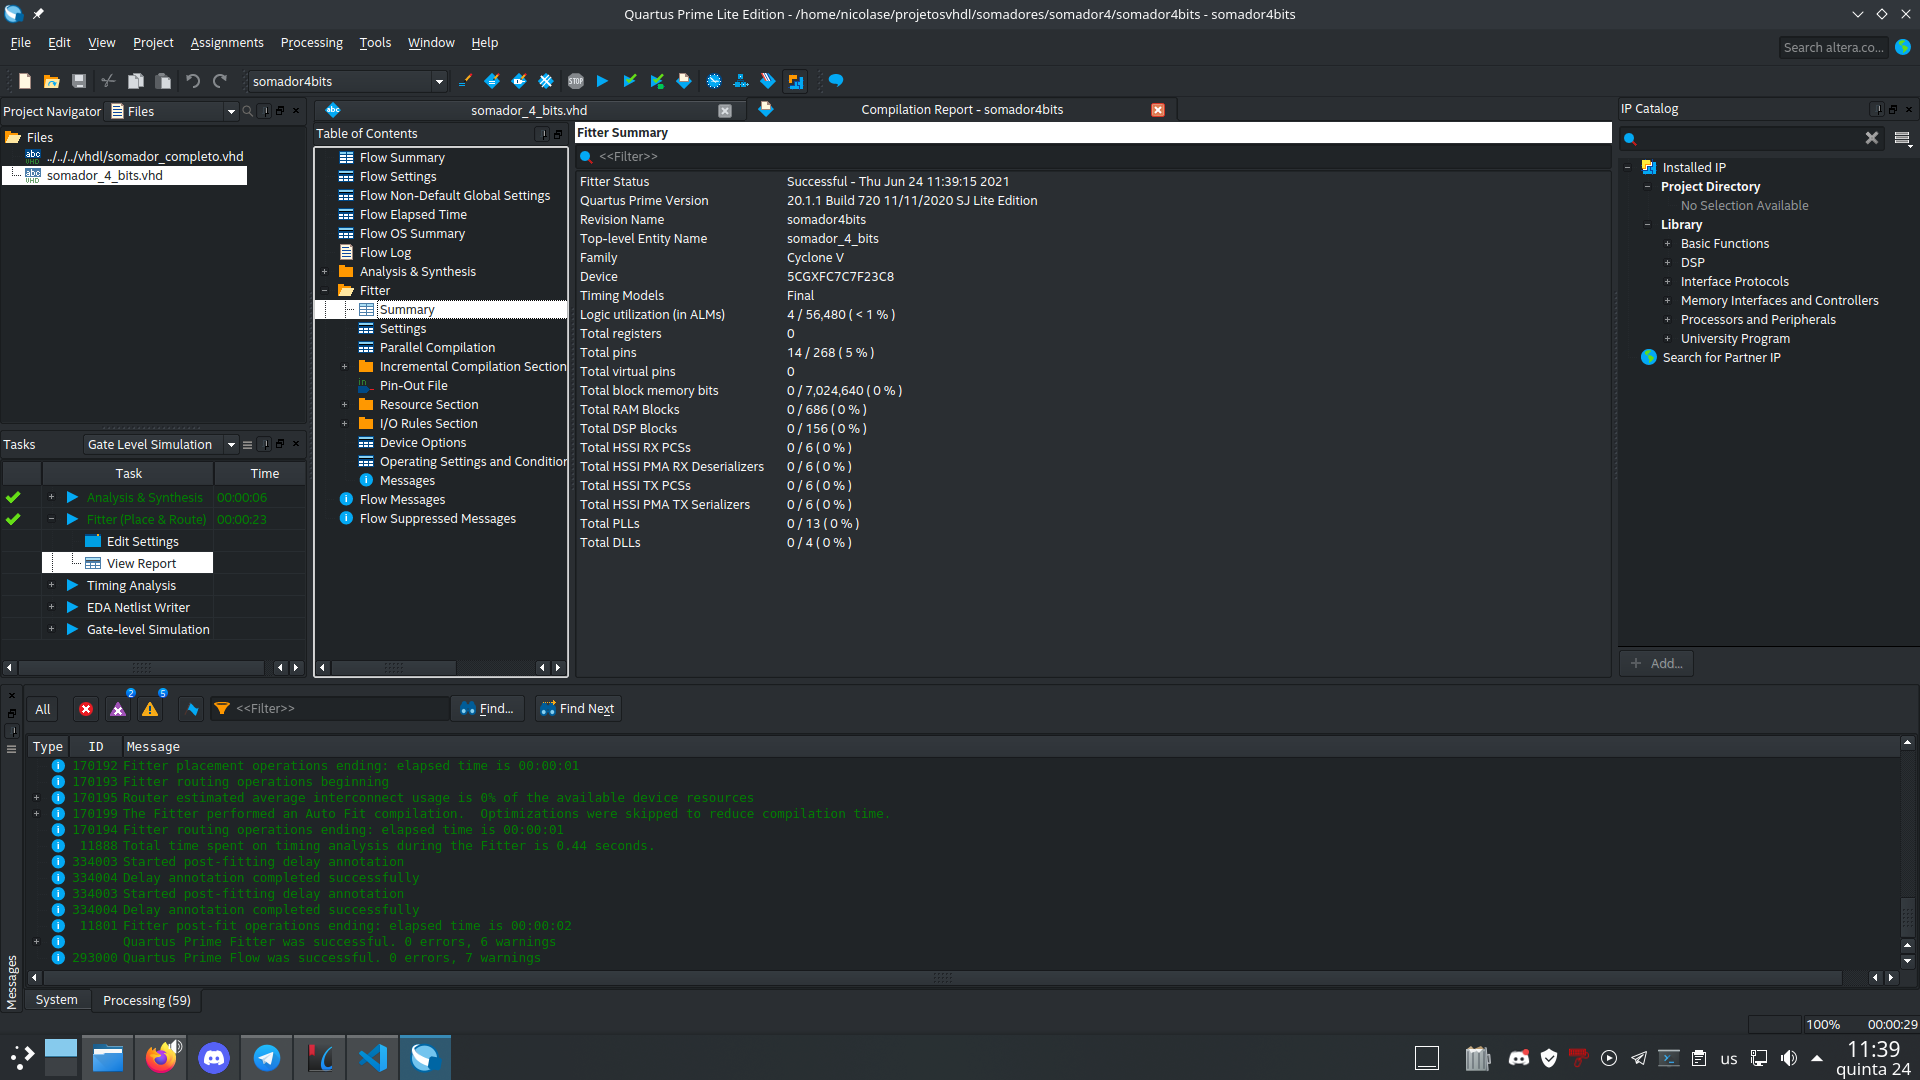 Quartus Prime Lite Edition - /home/nicolase/projetosvhdl/somadores/somador4/somador4bits - somador4bits
File Edit View Project Assignments Processing Tools Window Help
Search altera.co...
somador4bits
STOP
Project Navigator Files
Files
../../../vhdl/somador_completo.vhd
somador_4_bits.vhd
somador_4_bits.vhd
Compilation Report - somador4bits
Table of Contents
Flow Summary
Flow Settings
Flow Non-Default Global Settings
Flow Elapsed Time
Flow OS Summary
Flow Log
Analysis & Synthesis
Fitter
Summary
Settings
Parallel Compilation
Incremental Compilation Section
Pin-Out File
Resource Section
I/O Rules Section
Device Options
Operating Settings and Condition
Messages
Flow Messages
Flow Suppressed Messages
Fitter Summary
<<Filter>>
Fitter Status Successful - Thu Jun 24 11:39:15 2021
Quartus Prime Version 20.1.1 Build 720 11/11/2020 SJ Lite Edition
Revision Name somador4bits
Top-level Entity Name somador_4_bits
Family Cyclone V
Device 5CGXFC7C7F23C8
Timing Models Final
Logic utilization (in ALMs) 4 / 56,480 ( < 1 % )
Total registers 0
Total pins 14 / 268 ( 5 % )
Total virtual pins 0
Total block memory bits 0 / 7,024,640 ( 0 % )
Total RAM Blocks 0 / 686 ( 0 % )
Total DSP Blocks 0 / 156 ( 0 % )
Total HSSI RX PCSs 0 / 6 ( 0 % )
Total HSSI PMA RX Deserializers 0 / 6 ( 0 % )
Total HSSI TX PCSs 0 / 6 ( 0 % )
Total HSSI PMA TX Serializers 0 / 6 ( 0 % )
Total PLLs 0 / 13 ( 0 % )
Total DLLs 0 / 4 ( 0 % )
IP Catalog
Installed IP
Project Directory
No Selection Available
Library
Basic Functions
DSP
Interface Protocols
Memory Interfaces and Controllers
Processors and Peripherals
University Program
Search for Partner IP
+ Add...
Tasks Gate Level Simulation
Task Time
Analysis & Synthesis 00:00:06
Fitter (Place & Route) 00:00:23
Edit Settings
View Report
Timing Analysis
EDA Netlist Writer
Gate-level Simulation
All 2 5 <<Filter>> Find... Find Next
Type ID Message
170192 Fitter placement operations ending: elapsed time is 00:00:01
170193 Fitter routing operations beginning
170195 Router estimated average interconnect usage is 0% of the available device resources
170199 The Fitter performed an Auto Fit compilation.  Optimizations were skipped to reduce compilation time.
170194 Fitter routing operations ending: elapsed time is 00:00:01
11888 Total time spent on timing analysis during the Fitter is 0.44 seconds.
334003 Started post-fitting delay annotation
334004 Delay annotation completed successfully
334003 Started post-fitting delay annotation
334004 Delay annotation completed successfully
11801 Fitter post-fit operations ending: elapsed time is 00:00:02
Quartus Prime Fitter was successful. 0 errors, 6 warnings
293000 Quartus Prime Flow was successful. 0 errors, 7 warnings
Messages
System Processing (59)
100% 00:00:29
us
11:39
quinta 24